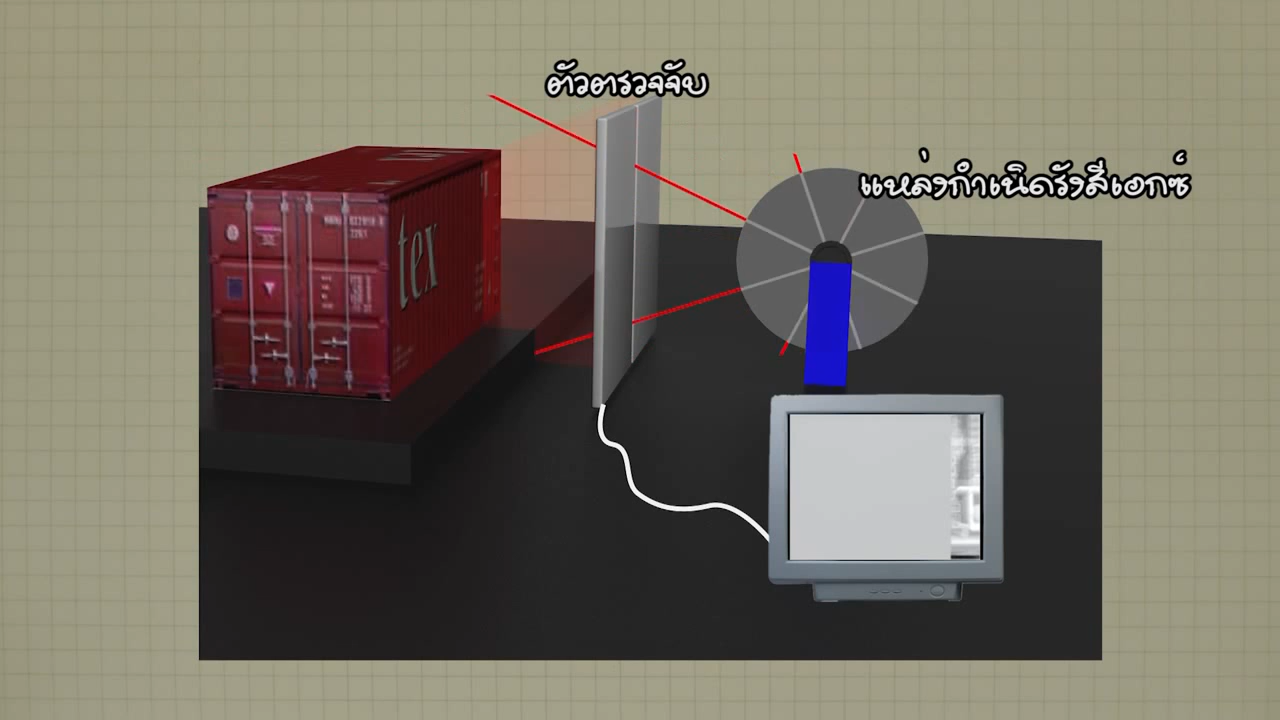 ตัวตรวจจับ
แหล่งกำเนิดรังสีเอกซ์
tex